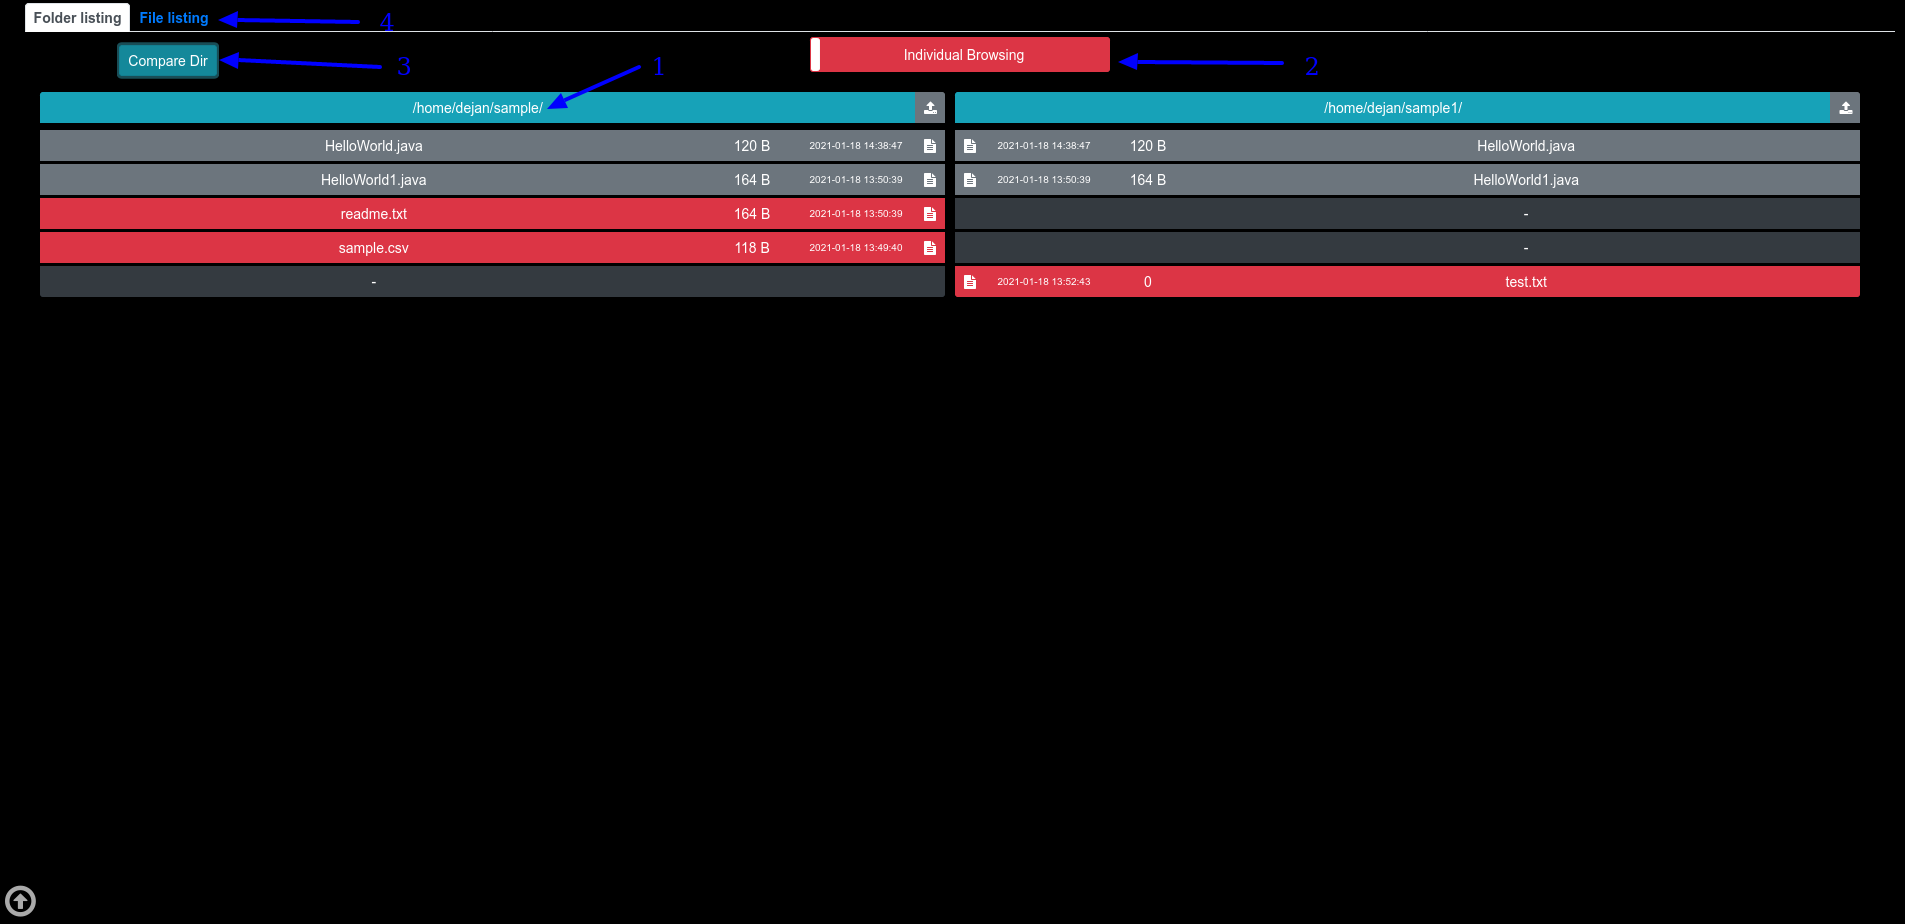 Folder listing File listing 4
Compare Dir 3 1 Individual Browsing 2
/home/dejan/sample/ /home/dejan/sample1/
HelloWorld.java 120 B 2021-01-18 14:38:47 2021-01-18 14:38:47 120 B HelloWorld.java
HelloWorld1.java 164 B 2021-01-18 13:50:39 2021-01-18 13:50:39 164 B HelloWorld1.java
readme.txt 164 B 2021-01-18 13:50:39 -
sample.csv 118 B 2021-01-18 13:49:40 -
- 2021-01-18 13:52:43 0 test.txt